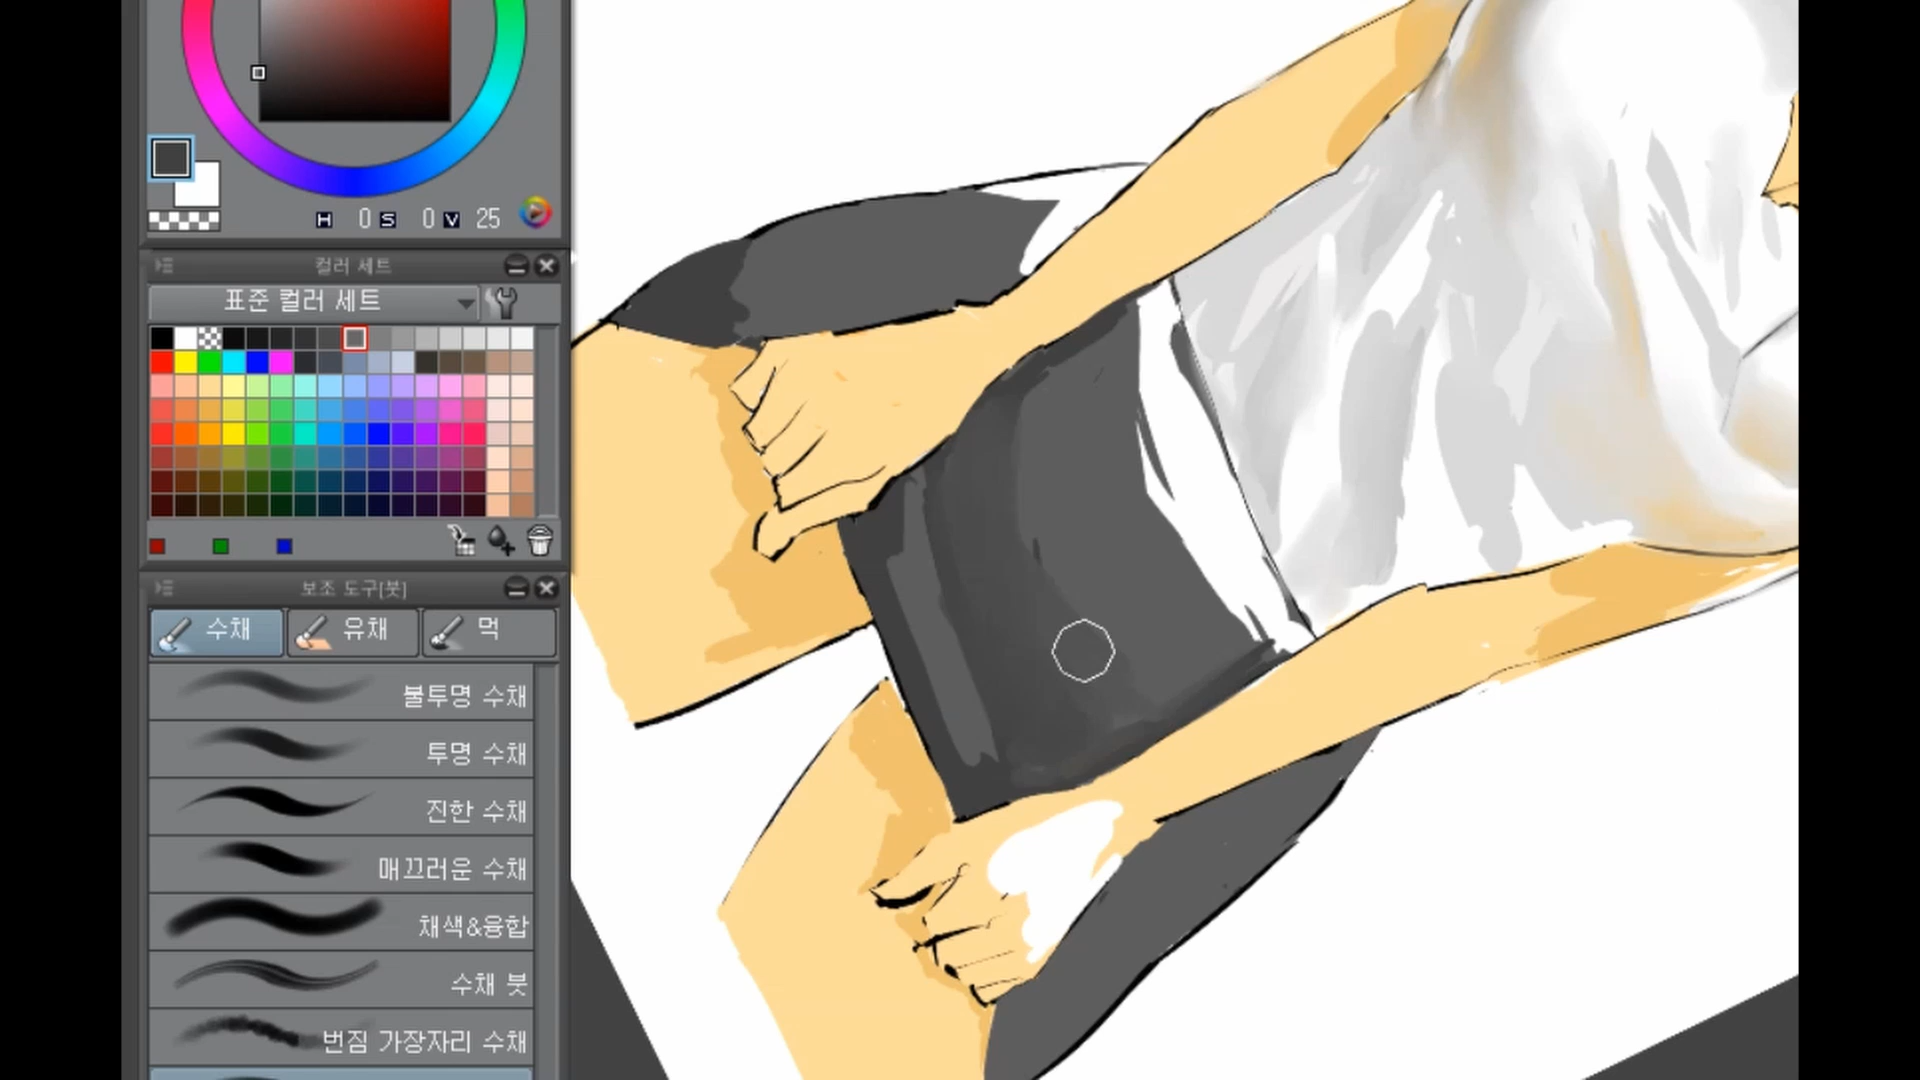 H 0 S 0 V 25
컬러 세트
표준 컬러 세트
보조 도구[붓]
수채 유채 먹
불투명 수채
투명 수채
진한 수채
매끄러운 수채
채색&융합
수채 붓
번짐 가장자리 수채